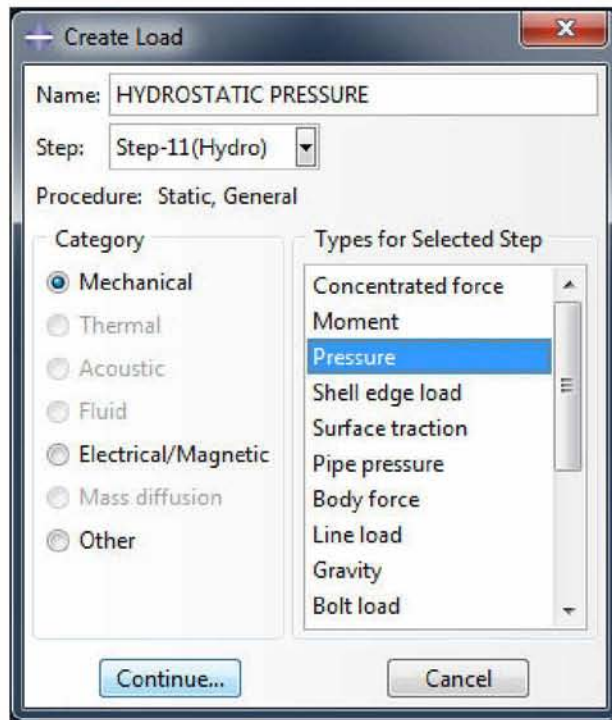 Create Load
Name: HYDROSTATIC PRESSURE
Step: Step-11(Hydro)
Procedure: Static, General
Category
Mechanical
Thermal
Acoustic
Fluid
Electrical/Magnetic
Mass diffusion
Other
Types for Selected Step
Concentrated force
Moment
Pressure
Shell edge load
Surface traction
Pipe pressure
Body force
Line load
Gravity
Bolt load
Continue...
Cancel